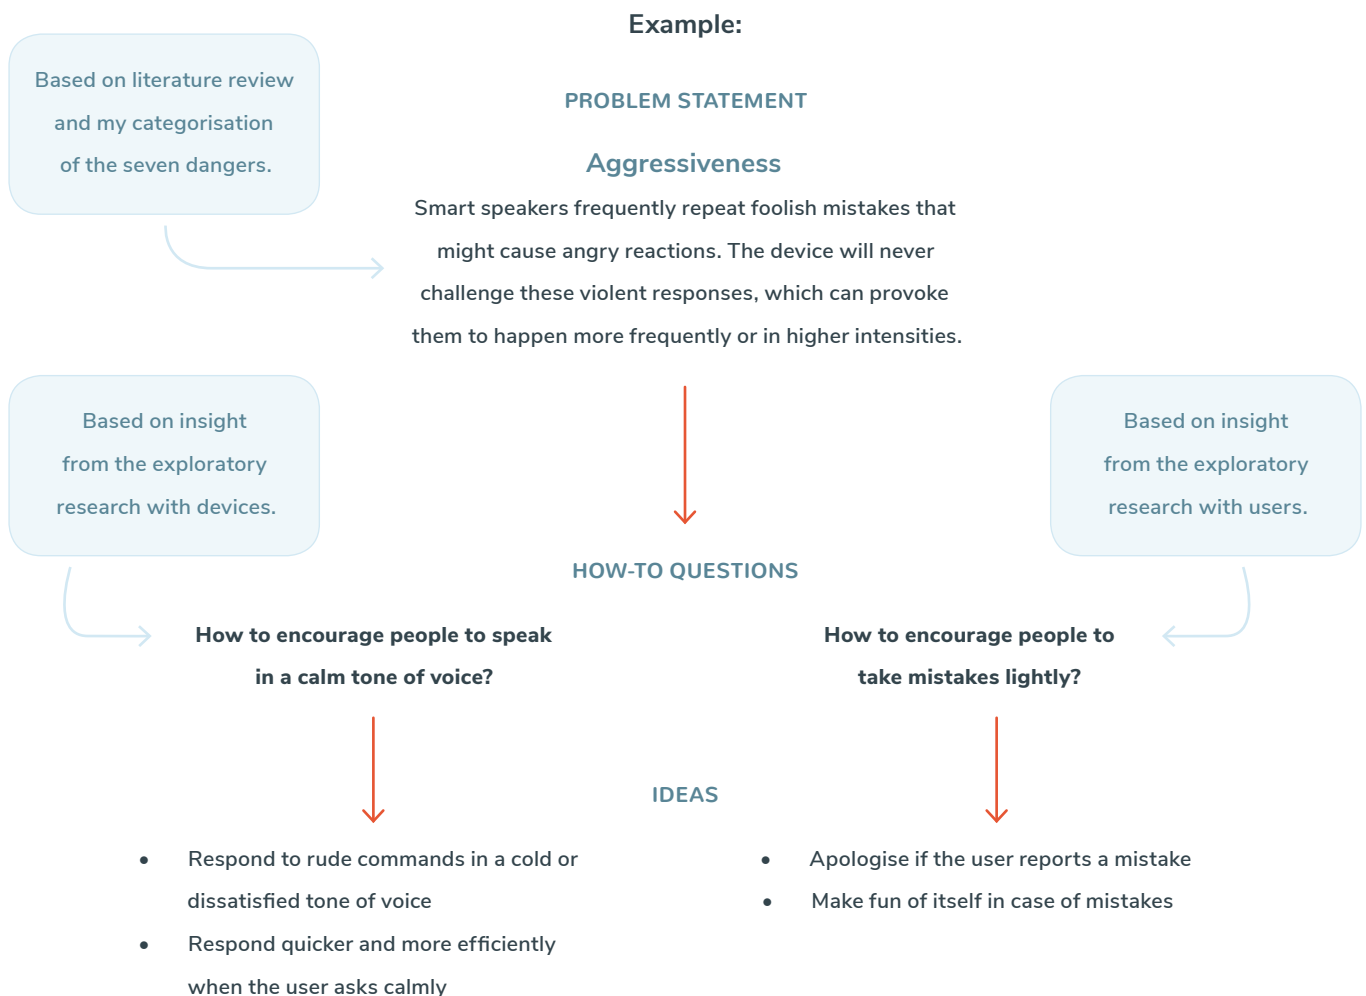 Example:
Based on literature review
and my categorisation
of the seven dangers.
PROBLEM STATEMENT
Aggressiveness
Smart speakers frequently repeat foolish mistakes that
might cause angry reactions. The device will never
challenge these violent responses, which can provoke
them to happen more frequently or in higher intensities.
Based on insight
from the exploratory
research with devices.
Based on insight
from the exploratory
research with users.
HOW-TO QUESTIONS
How to encourage people to speak
in a calm tone of voice?
How to encourage people to
take mistakes lightly?
IDEAS
• Respond to rude commands in a cold or
dissatisfied tone of voice
• Respond quicker and more efficiently
when the user asks calmly
• Apologise if the user reports a mistake
• Make fun of itself in case of mistakes